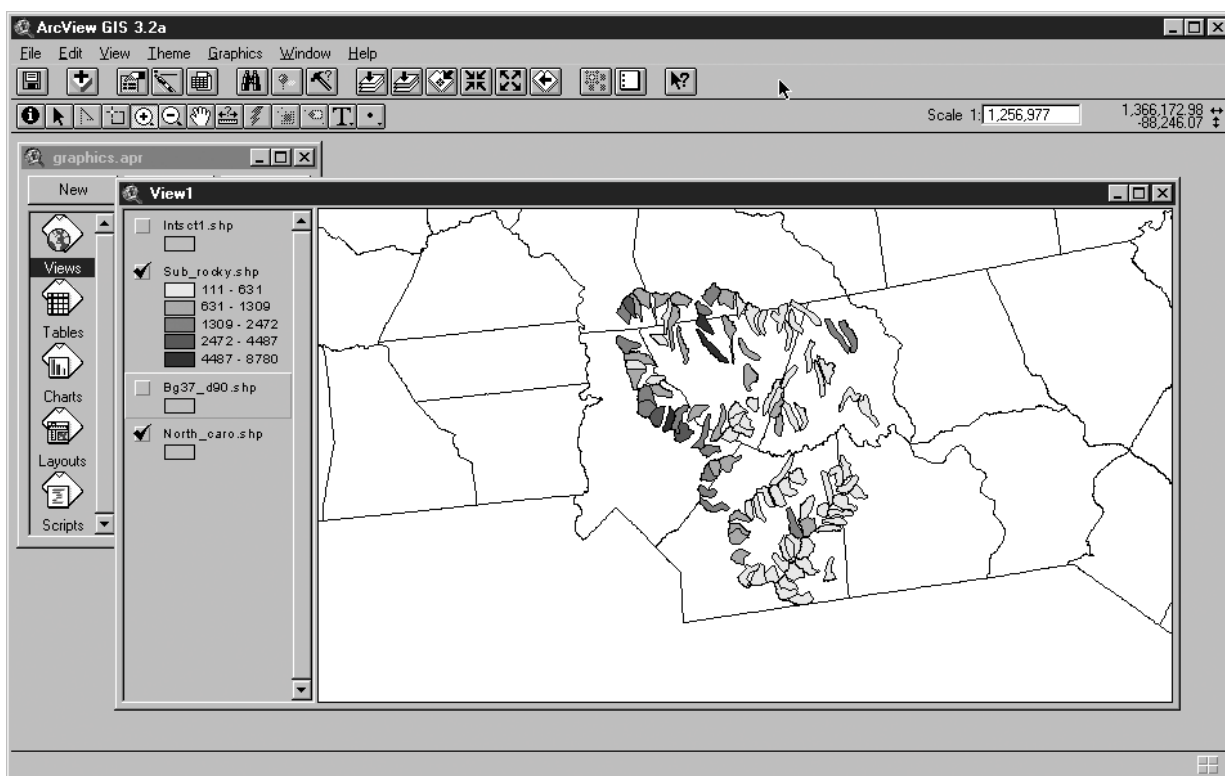 ArcView GIS 3.2a
File Edit View Theme Graphics Window Help
Scale 1: 1,256,977
1,366,172.98
-88,246.07
graphics.apr
New
Views
Tables
Charts
Layouts
Scripts
View1
Intsct1.shp
Sub_rocky.shp
111 - 631
631 - 1309
1309 - 2472
2472 - 4487
4487 - 8780
Bg37_d90.shp
North_caro.shp